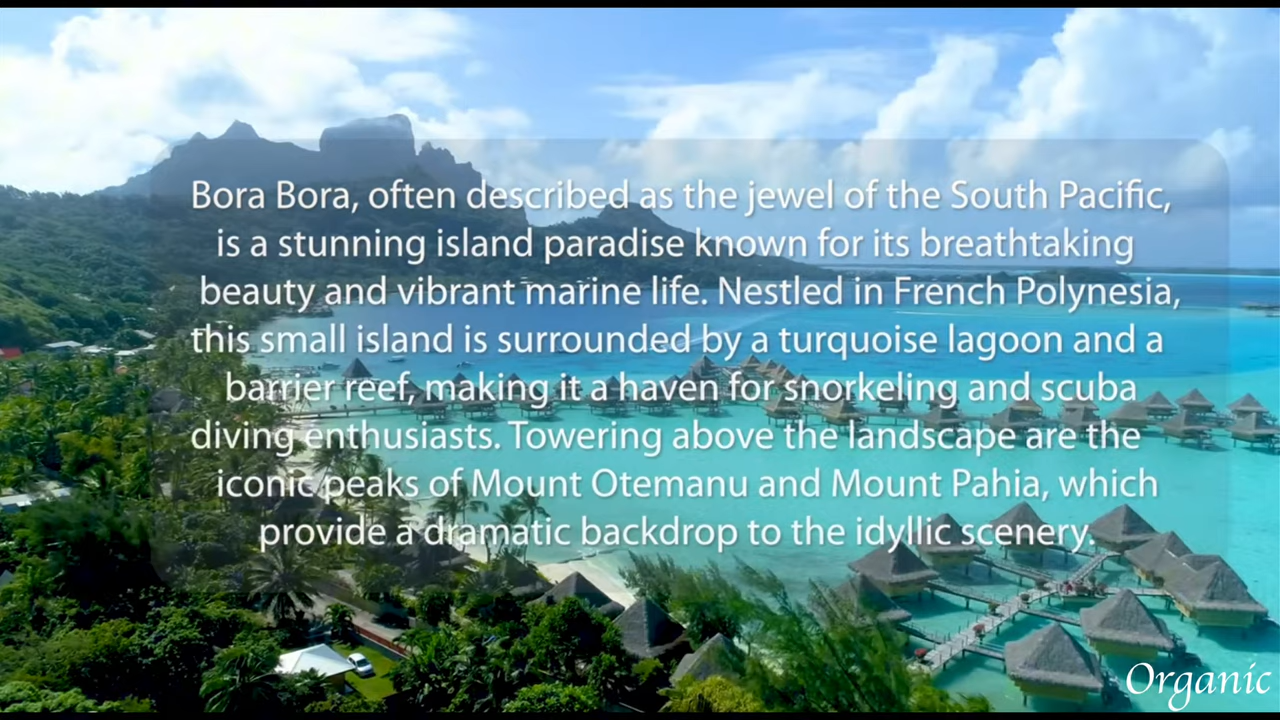 Bora Bora, often described as the jewel of the South Pacific,
is a stunning island paradise known for its breathtaking
beauty and vibrant marine life. Nestled in French Polynesia,
this small island is surrounded by a turquoise lagoon and a
barrier reef, making it a haven for snorkeling and scuba
diving enthusiasts. Towering above the landscape are the
iconic peaks of Mount Otemanu and Mount Pahia, which
provide a dramatic backdrop to the idyllic scenery.
Organic